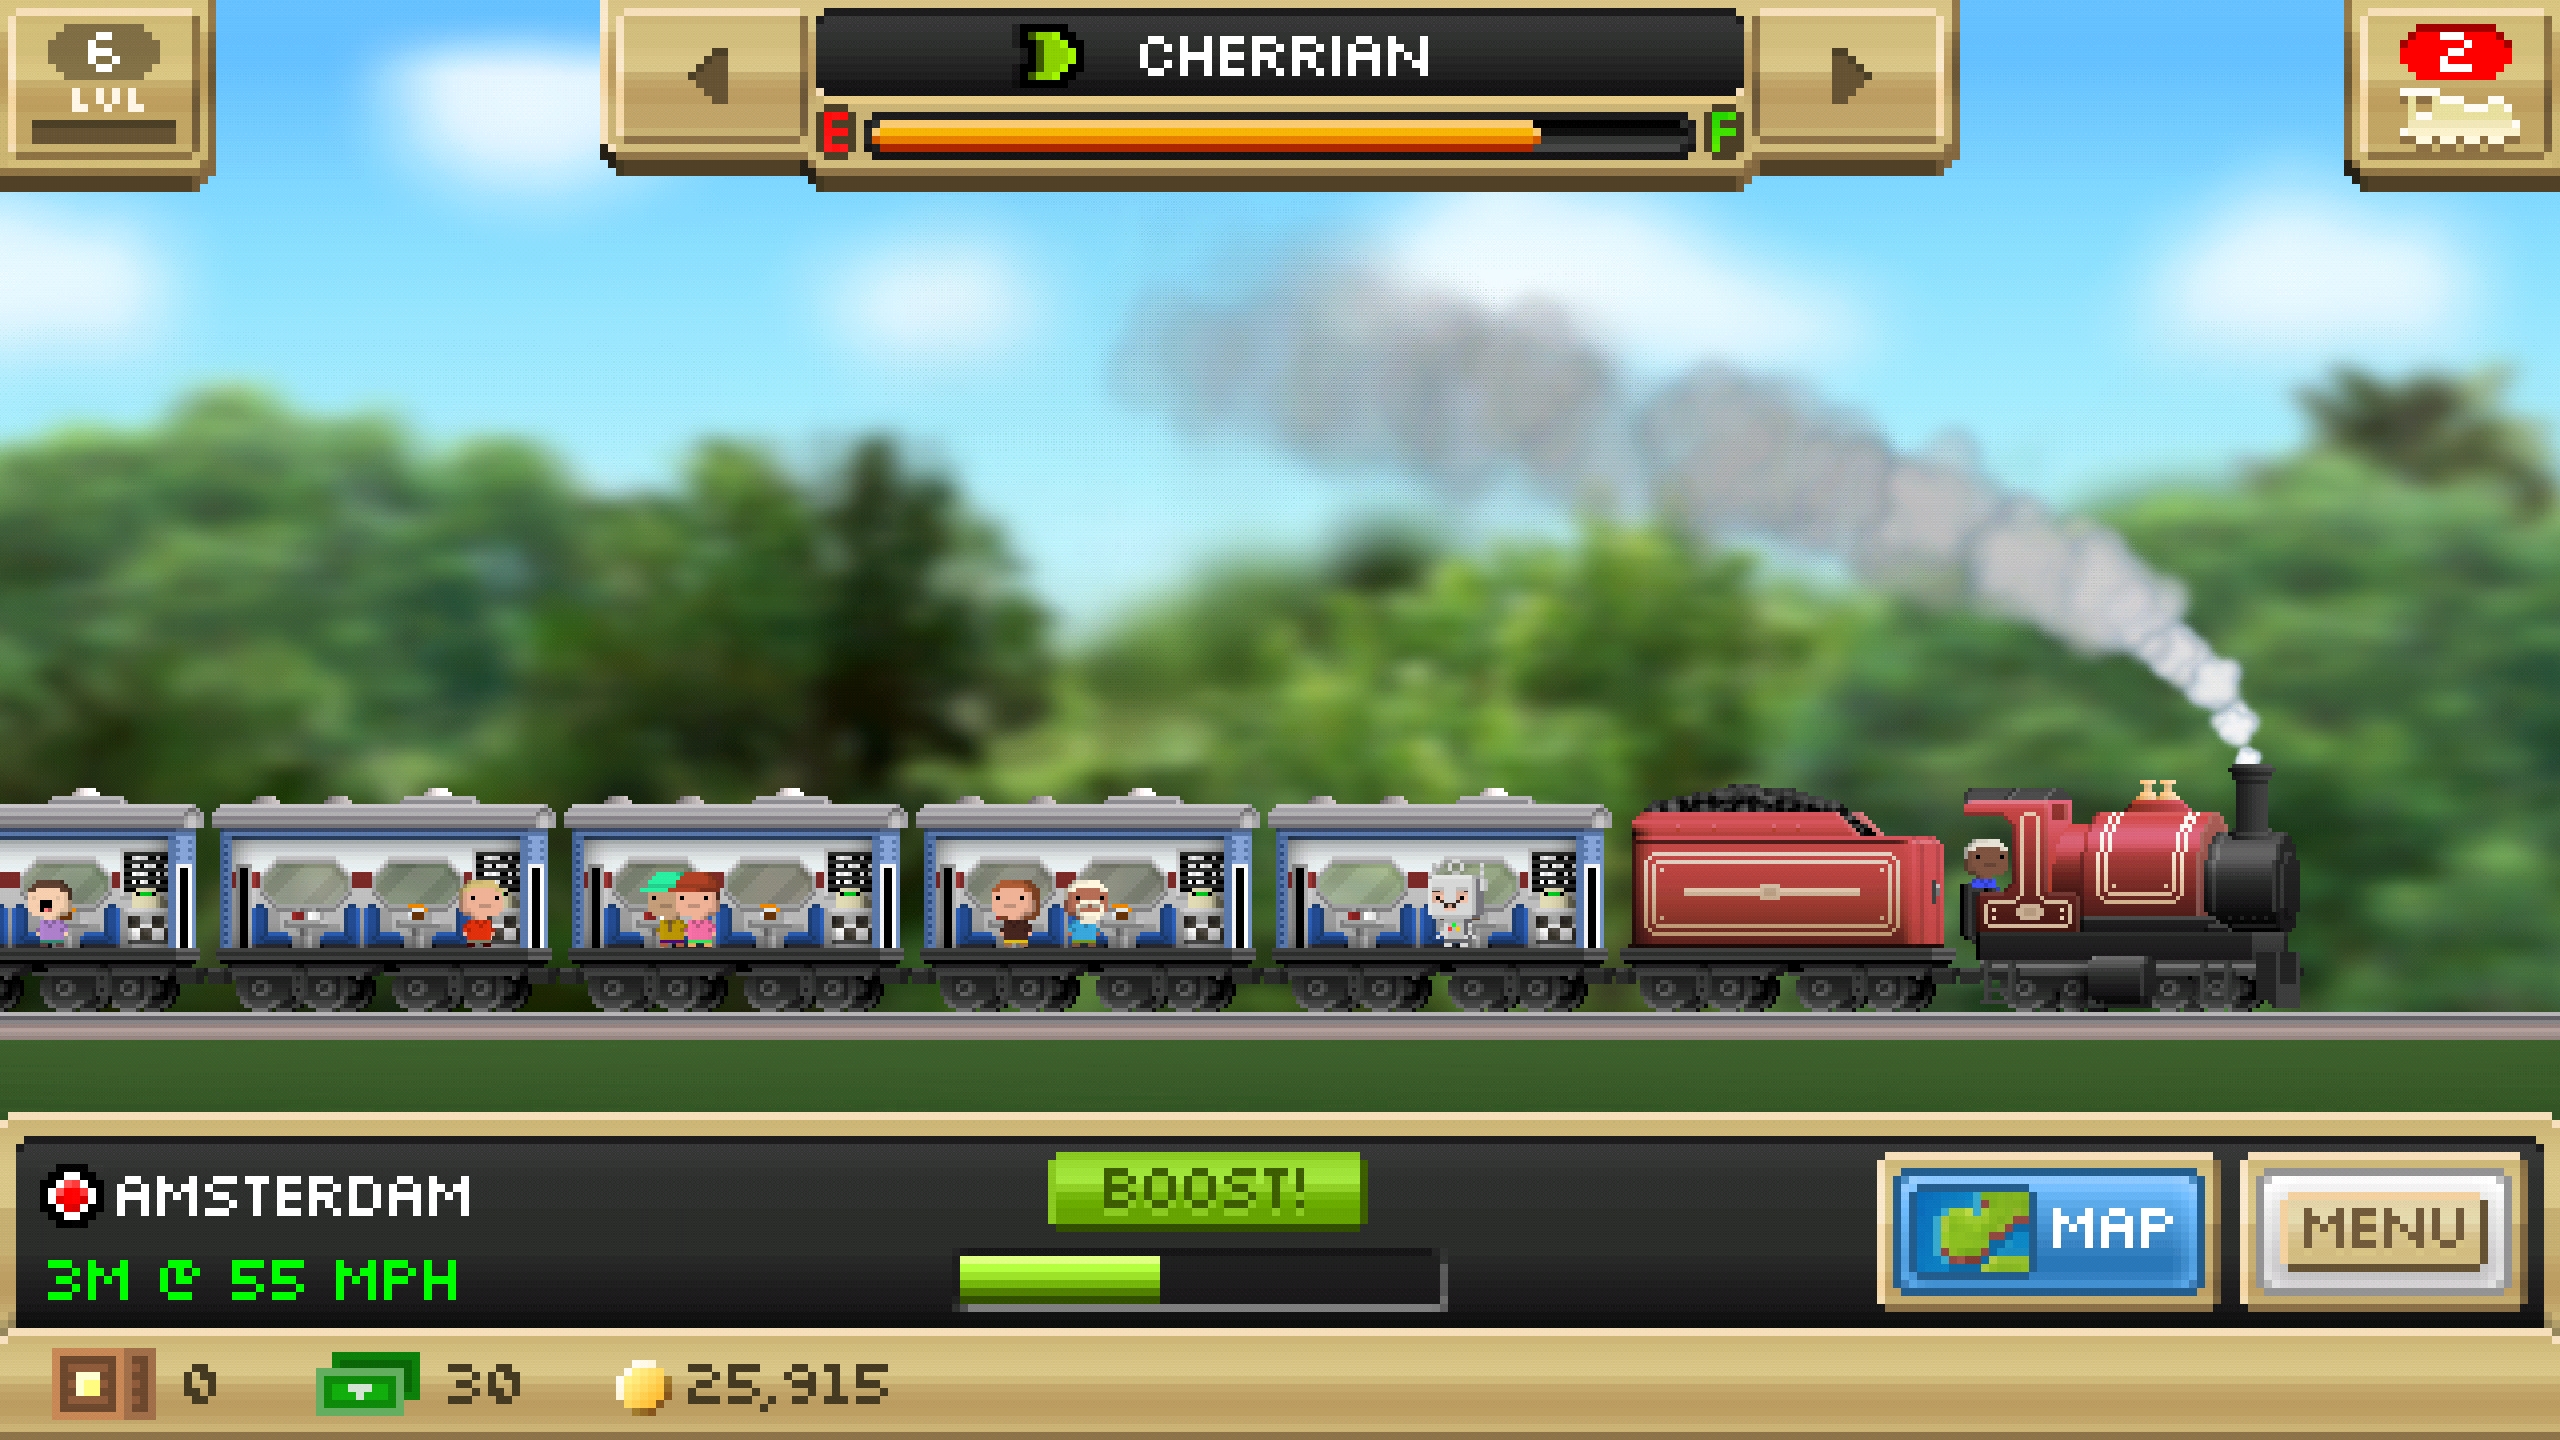 6
LVL
CHERRIAN
E F
2
AMSTERDAM
BOOST!
3M @ 55 MPH
MAP
MENU
0 30 25,915